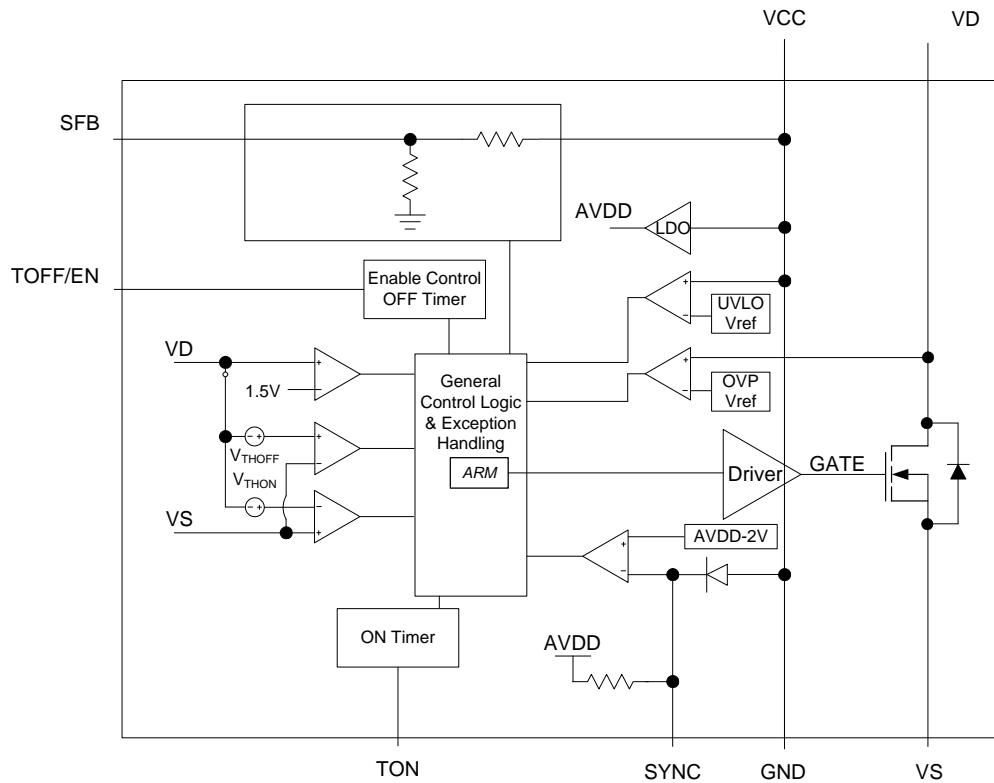 VCC
VD
SFB
AVDD
LDO
TOFF/EN
Enable Control
OFF Timer
UVLO
Vref
VD
1.5V
General
Control Logic
& Exception
Handling
OVP
Vref
VTHOFF
VTHON
ARM
Driver
GATE
VS
AVDD-2V
ON Timer
AVDD
TON
SYNC
GND
VS
+
−
+
−
−
+
- +
- +
+
−
+
−
+
−